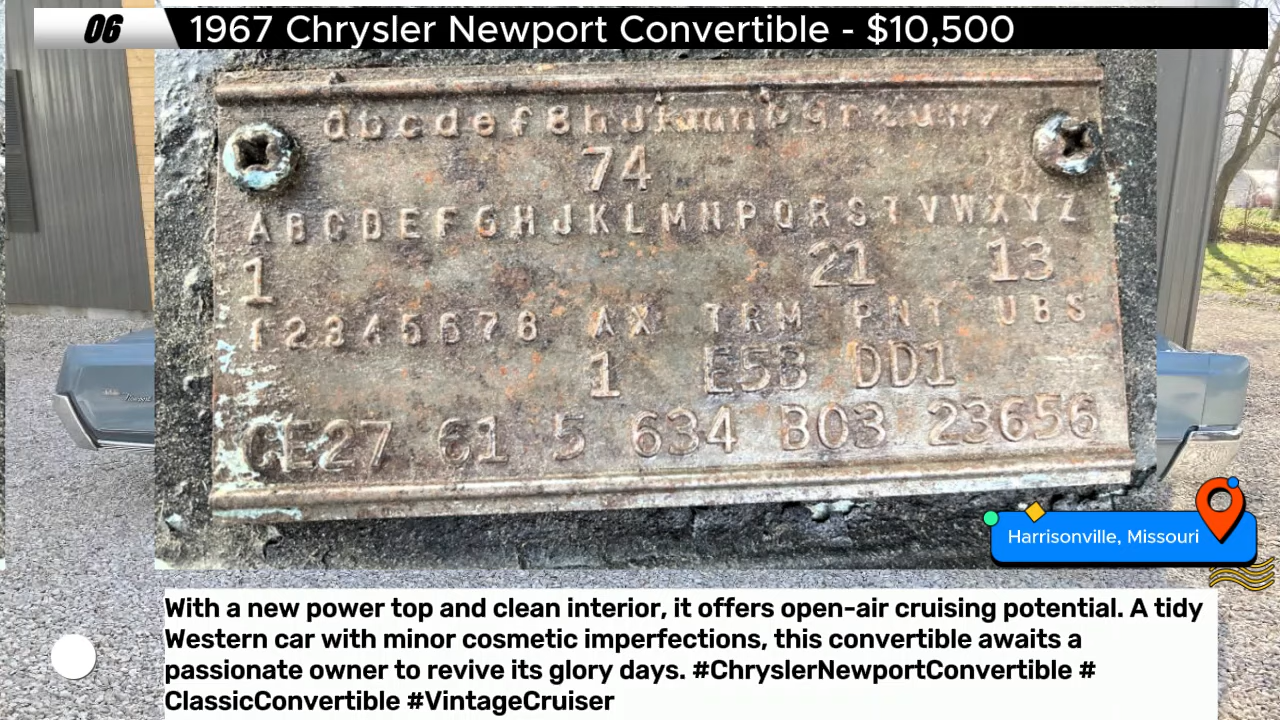 06
1967 Chrysler Newport Convertible - $10,500
74
ABCDEFGHJKLMNPQRSTVWXYZ
1 21 13
12345678 AX TRM PNT UBS
1 E5B DD1
CE27 61 5 634 B03 23656
Harrisonville, Missouri
With a new power top and clean interior, it offers open-air cruising potential. A tidy
Western car with minor cosmetic imperfections, this convertible awaits a
passionate owner to revive its glory days. #ChryslerNewportConvertible #
ClassicConvertible #VintageCruiser